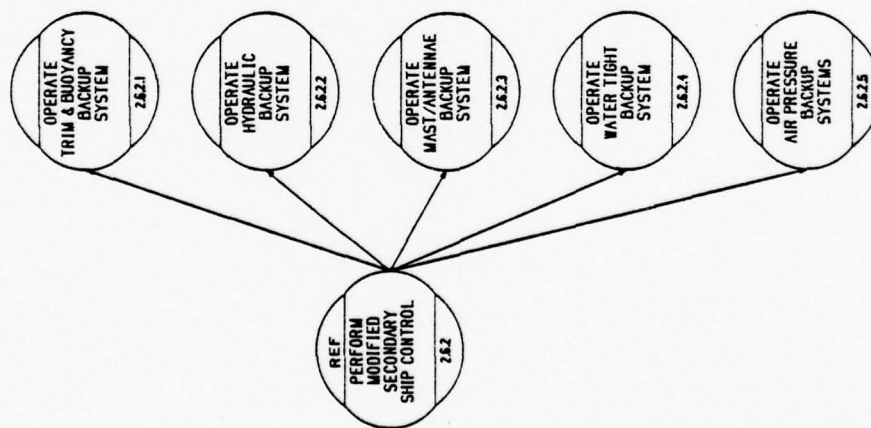 REF
PERFORM
MODIFIED
SECONDARY
SHIP CONTROL
2.6.2
OPERATE
TRIM & BUOYANCY
BACKUP
SYSTEM
2.6.2.1
OPERATE
HYDRAULIC
BACKUP
SYSTEM
2.6.2.2
OPERATE
MAST/ANTENNAE
BACKUP
SYSTEM
2.6.2.3
OPERATE
WATER TIGHT
BACKUP
SYSTEM
2.6.2.4
OPERATE
AIR PRESSURE
BACKUP
SYSTEMS
2.6.2.5